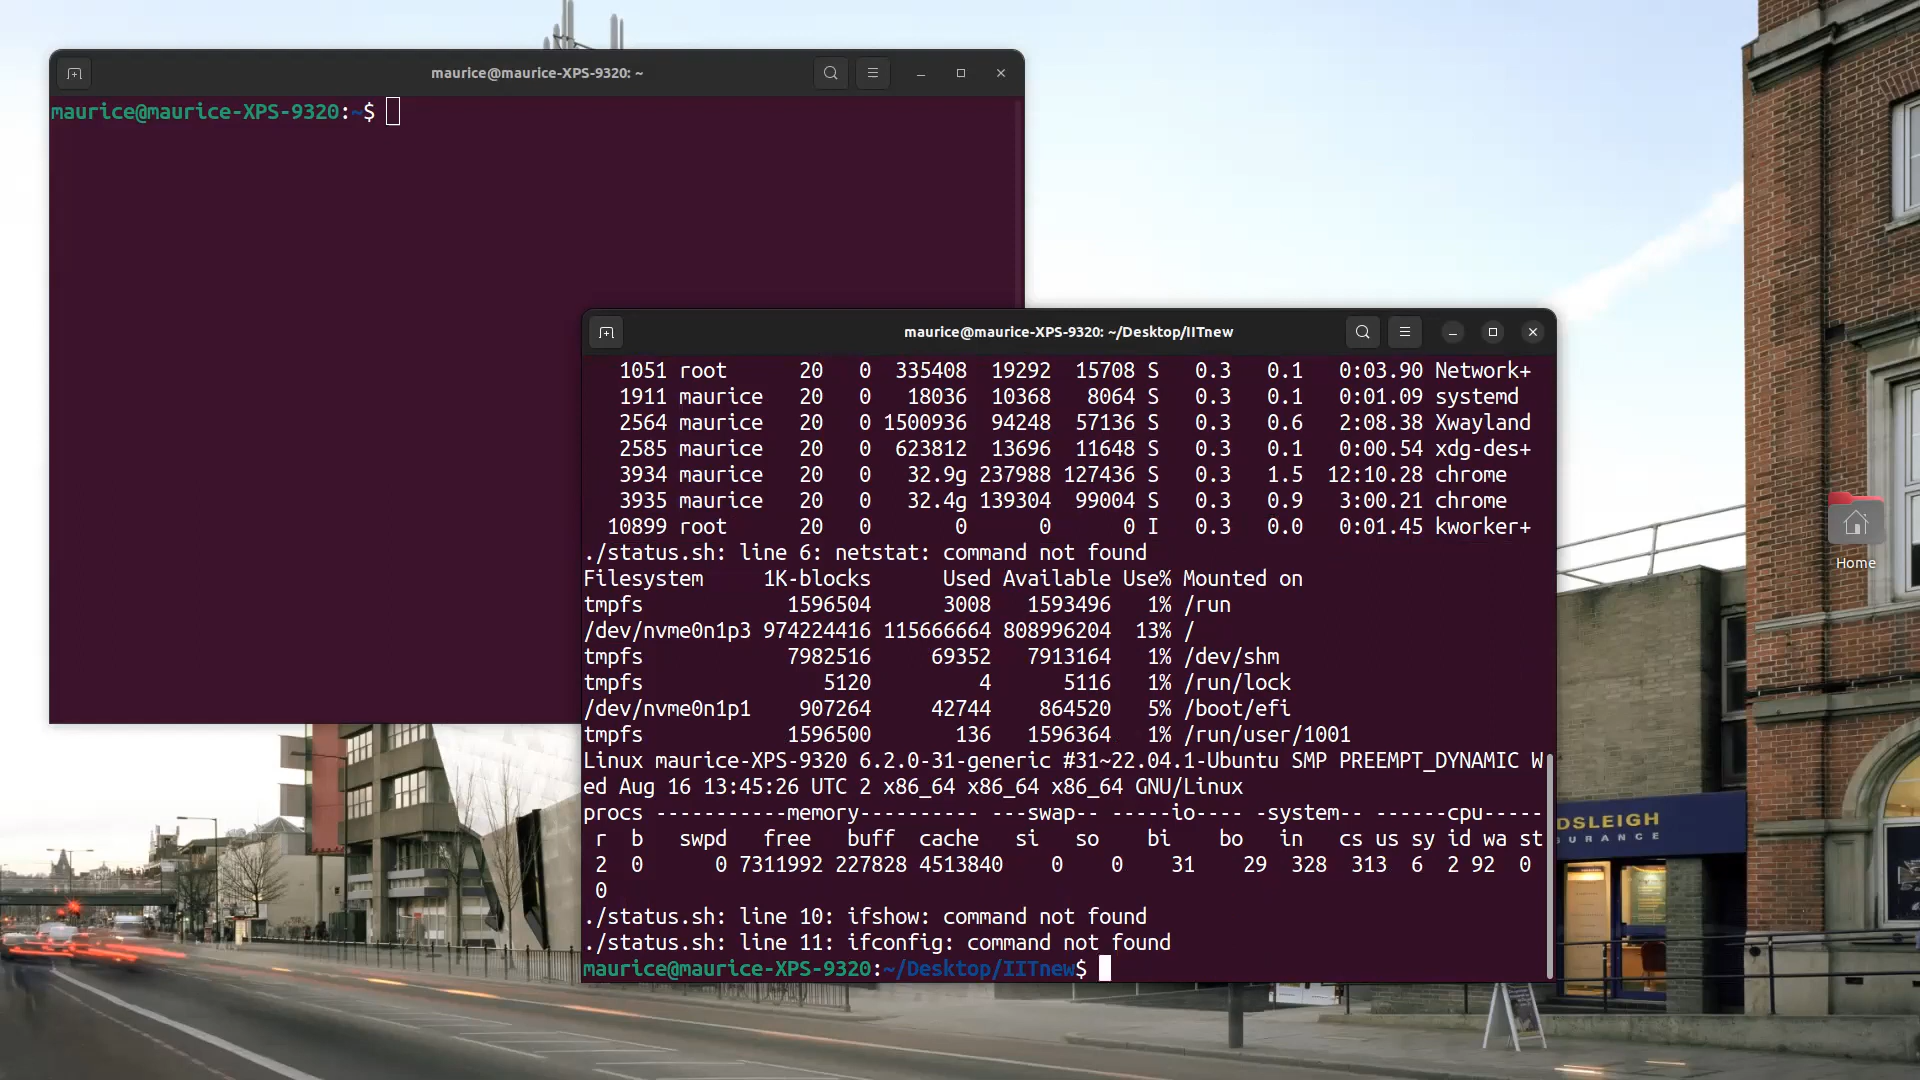 maurice@maurice-XPS-9320: ~
maurice@maurice-XPS-9320:~$
maurice@maurice-XPS-9320: ~/Desktop/IITnew
1051 root 20 0 335408 19292 15708 S 0.3 0.1 0:03.90 Network+
1911 maurice 20 0 18036 10368 8064 S 0.3 0.1 0:01.09 systemd
2564 maurice 20 0 1500936 94248 57136 S 0.3 0.6 2:08.38 Xwayland
2585 maurice 20 0 623812 13696 11648 S 0.3 0.1 0:00.54 xdg-des+
3934 maurice 20 0 32.9g 237988 127436 S 0.3 1.5 12:10.28 chrome
3935 maurice 20 0 32.4g 139304 99004 S 0.3 0.9 3:00.21 chrome
10899 root 20 0 0 0 0 I 0.3 0.0 0:01.45 kworker+
./status.sh: line 6: netstat: command not found
Filesystem 1K-blocks Used Available Use% Mounted on
tmpfs 1596504 3008 1593496 1% /run
/dev/nvme0n1p3 974224416 115666664 808996204 13% /
tmpfs 7982516 69352 7913164 1% /dev/shm
tmpfs 5120 4 5116 1% /run/lock
/dev/nvme0n1p1 907264 42744 864520 5% /boot/efi
tmpfs 1596500 136 1596364 1% /run/user/1001
Linux maurice-XPS-9320 6.2.0-31-generic #31~22.04.1-Ubuntu SMP PREEMPT_DYNAMIC W
ed Aug 16 13:45:26 UTC 2 x86_64 x86_64 x86_64 GNU/Linux
procs -----------memory---------- ---swap-- -----io---- -system-- ------cpu-----
r b swpd free buff cache si so bi bo in cs us sy id wa st
2 0 0 7311992 227828 4513840 0 0 31 29 328 313 6 2 92 0
0
./status.sh: line 10: ifshow: command not found
./status.sh: line 11: ifconfig: command not found
maurice@maurice-XPS-9320:~/Desktop/IITnew$
Home
DSLEIGH
SURANCE